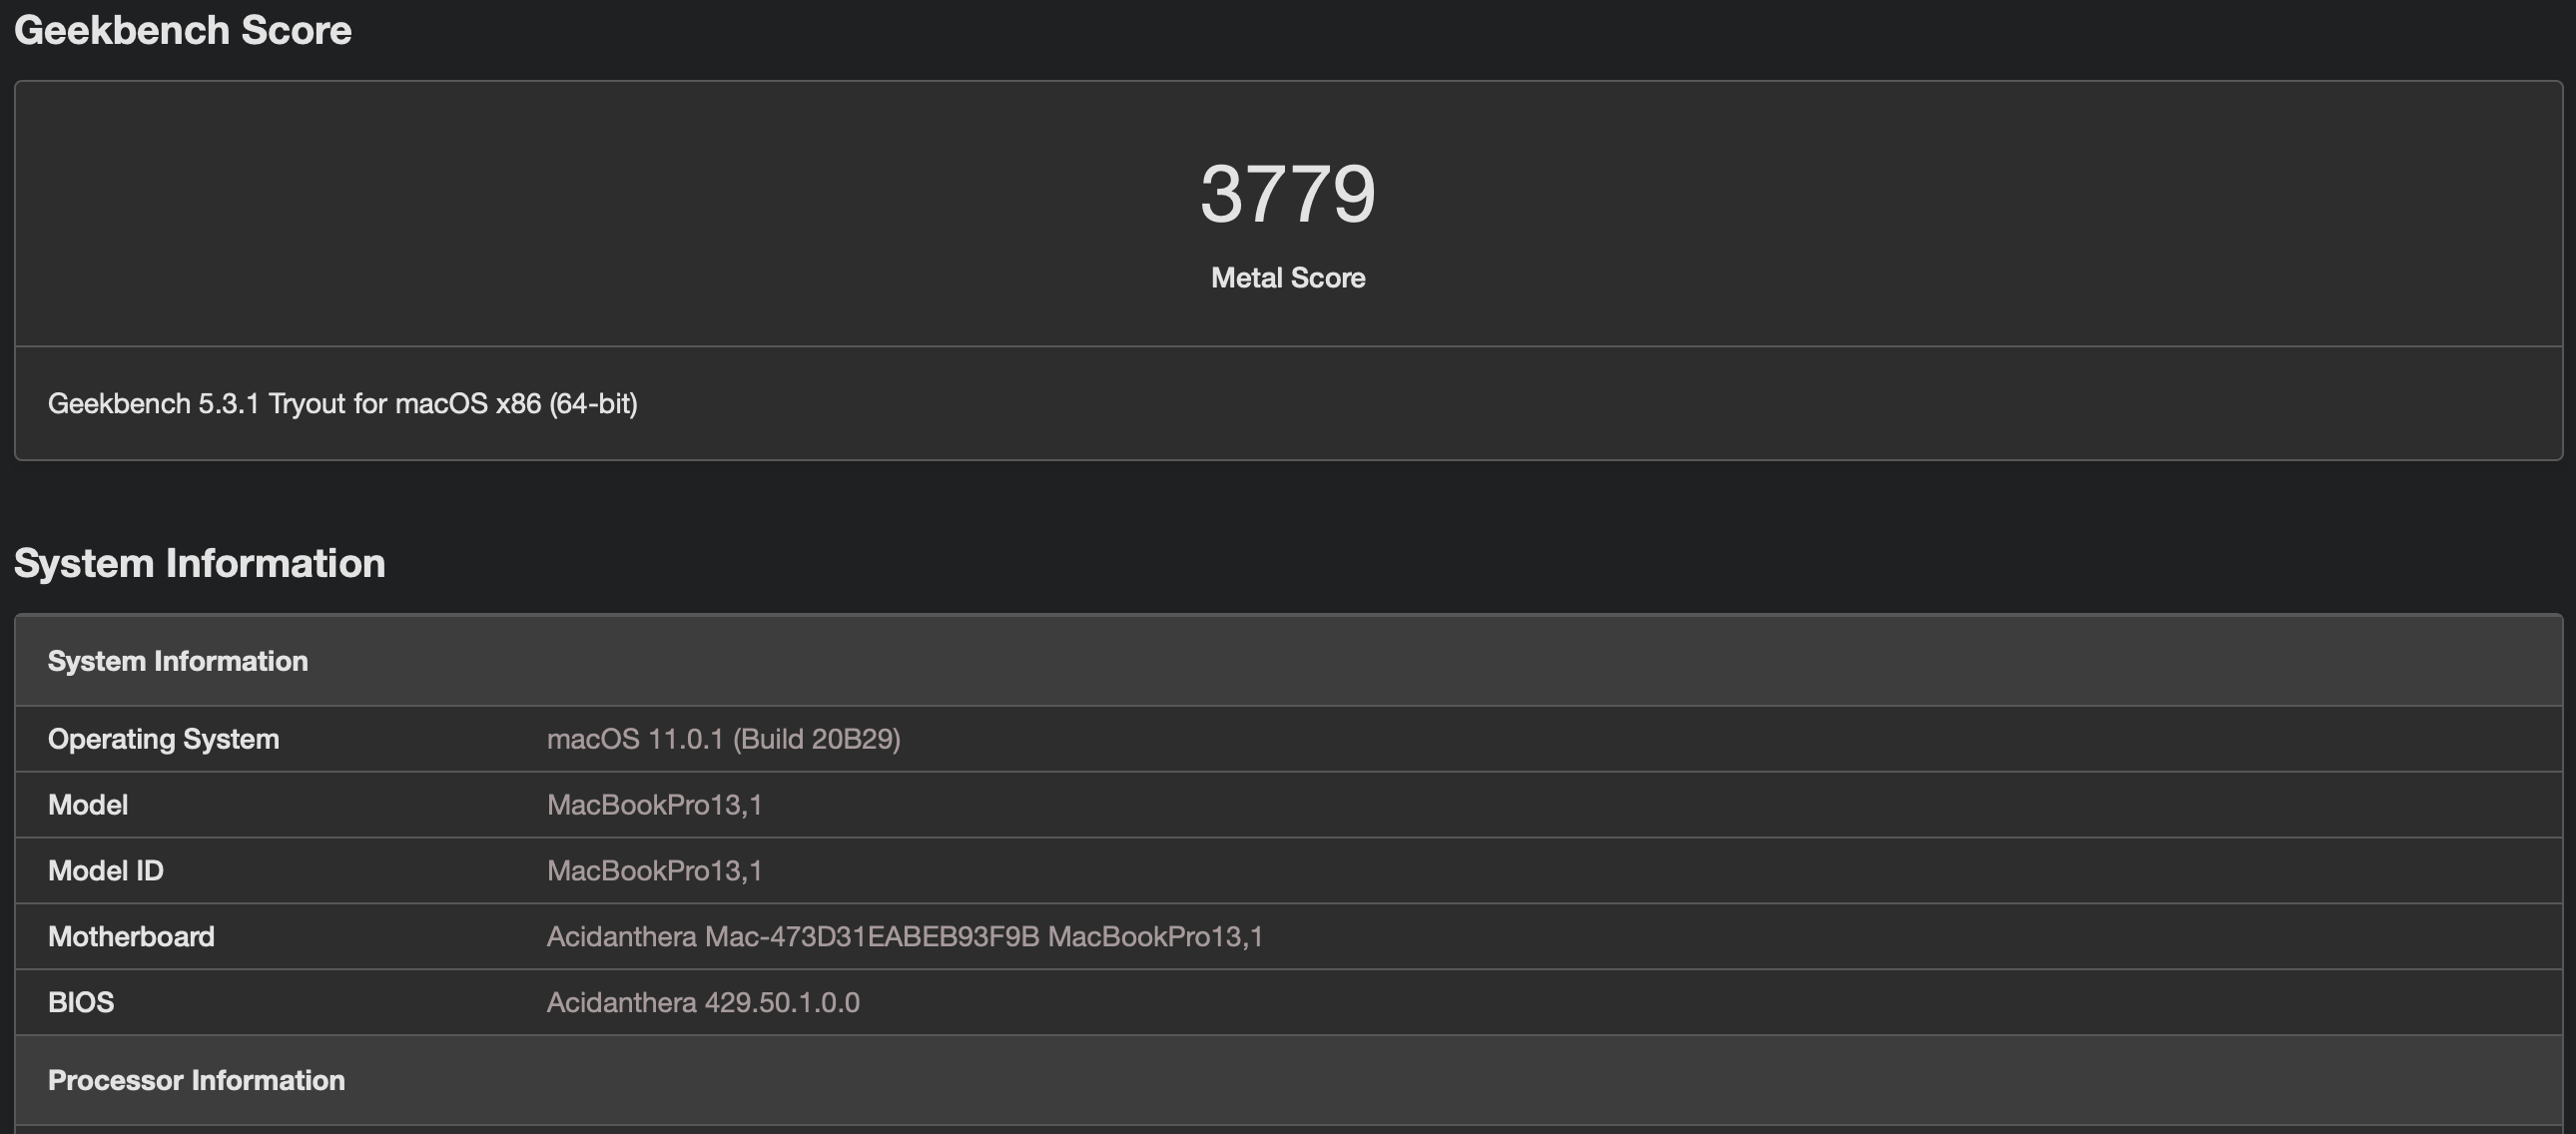 Geekbench Score
3779
Metal Score
Geekbench 5.3.1 Tryout for macOS x86 (64-bit)
System Information
System Information
Operating System macOS 11.0.1 (Build 20B29)
Model MacBookPro13,1
Model ID MacBookPro13,1
Motherboard Acidanthera Mac-473D31EABEB93F9B MacBookPro13,1
BIOS Acidanthera 429.50.1.0.0
Processor Information